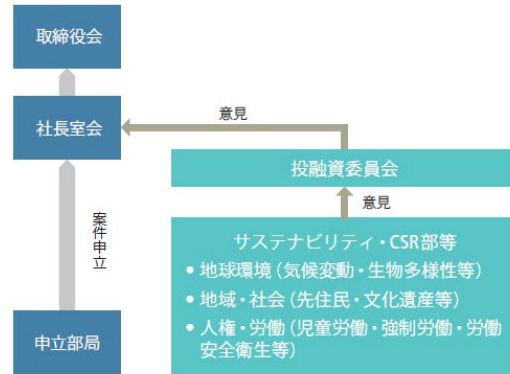 取締役会
社長室会
意見
投融資委員会
意見
案件申立
サステナビリティ・CSR部等
• 地球環境（気候変動・生物多様性等）
• 地域・社会（先住民・文化遺産等）
• 人権・労働（児童労働・強制労働・労働
安全衛生等）
申立部局